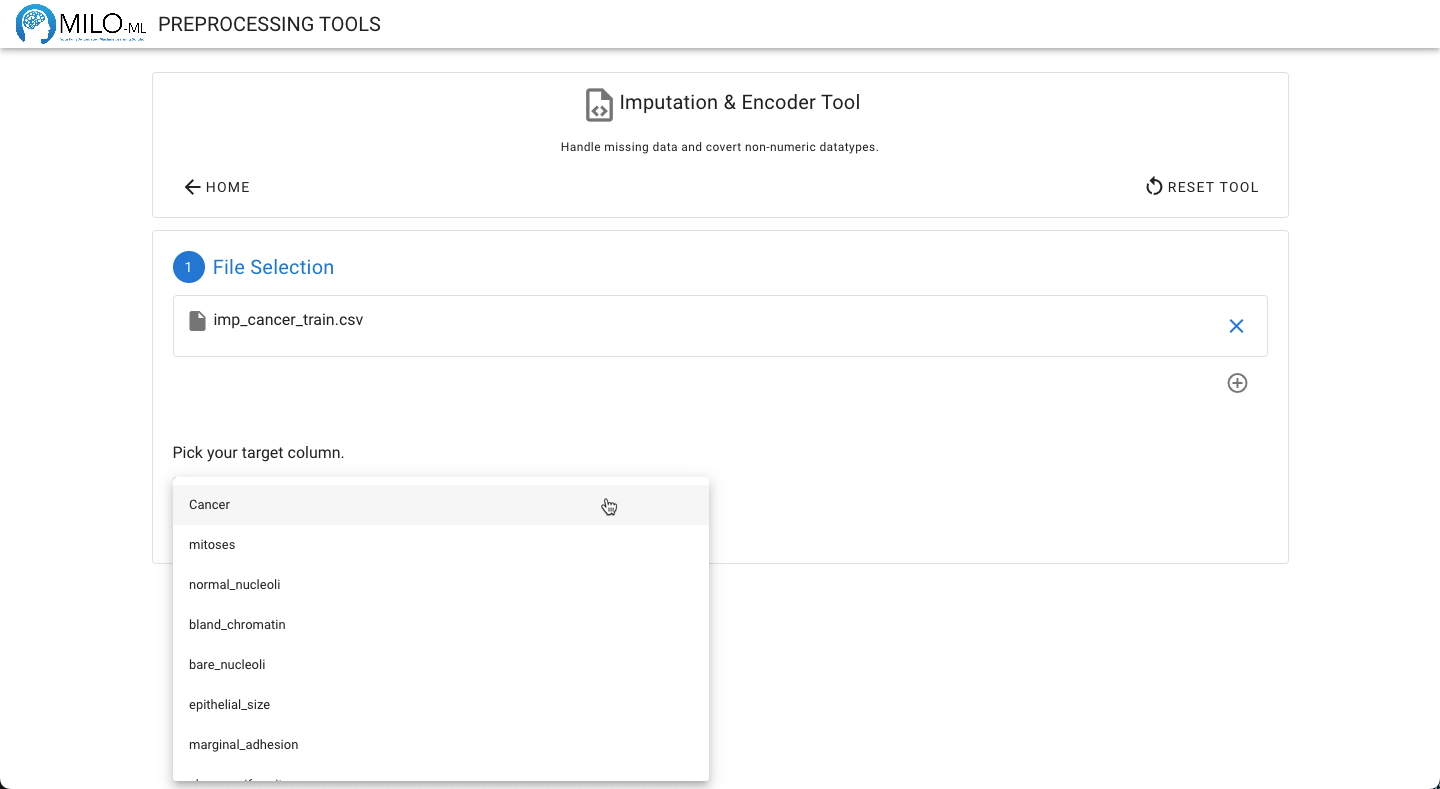 MILO-ML
PREPROCESSING TOOLS
Imputation & Encoder Tool
Handle missing data and covert non-numeric datatypes.
HOME
RESET TOOL
1
File Selection
imp_cancer_train.csv
Pick your target column.
Cancer
mitoses
normal_nucleoli
bland_chromatin
bare_nucleoli
epithelial_size
marginal_adhesion